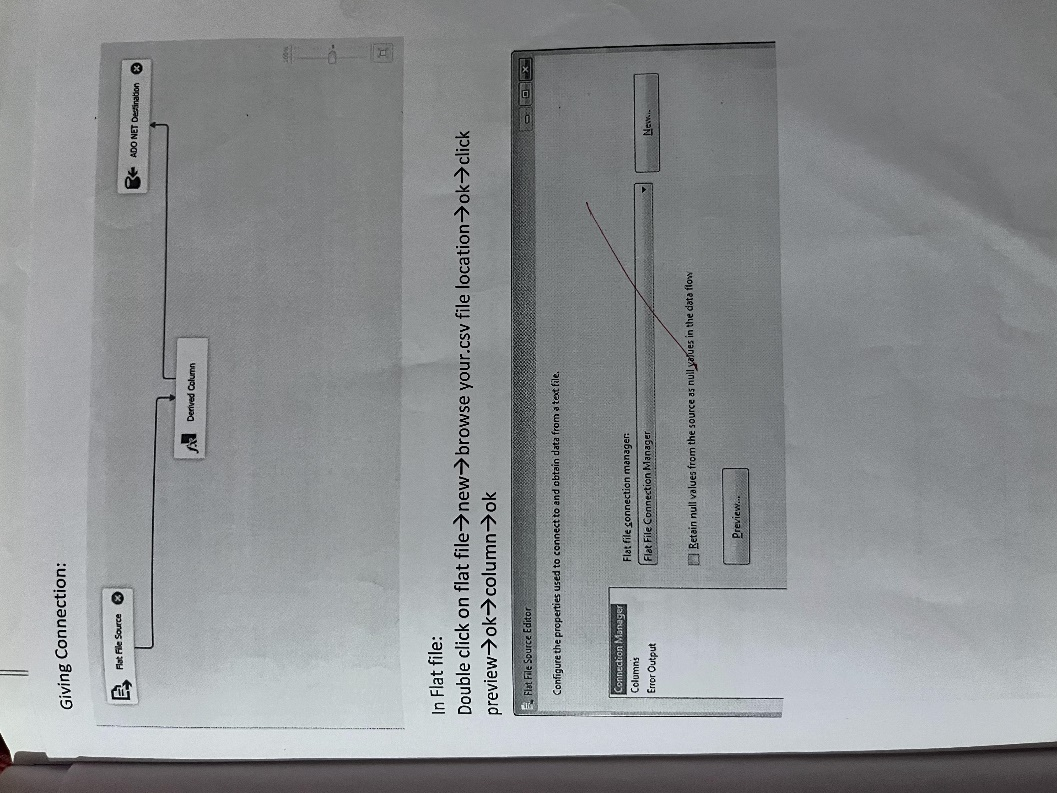 Giving Connection:
100%
Flat File Source
Derived Column
ADO NET Destination
In Flat file:
Double click on flat file→new→browse your.csv file location→ok→click
preview→ok→column→ok
Flat File Source Editor
Configure the properties used to connect to and obtain data from a text file.
Connection Manager
Columns
Error Output
Flat file connection manager:
Flat File Connection Manager
New...
Retain null values from the source as null values in the data flow
Preview...